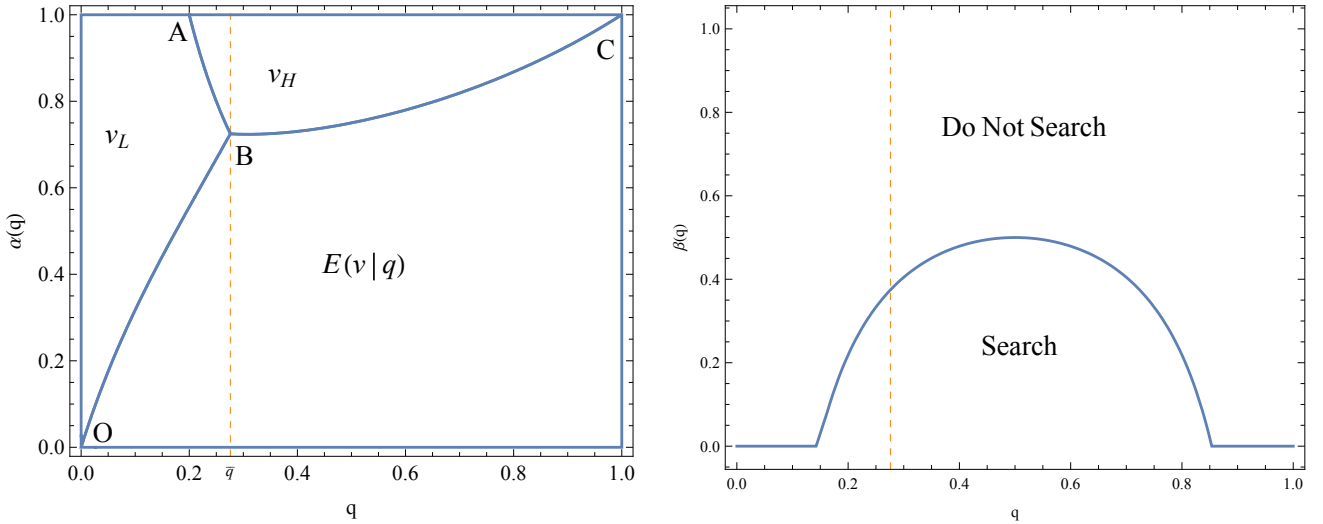 1.0
A
C
v_H
0.8
v_L
B
0.6
α(q)
E(v | q)
0.4
0.2
O
0.0
0.0 0.2 q̄ 0.4 0.6 0.8 1.0
q
1.0
0.8
Do Not Search
0.6
β(q)
0.4
Search
0.2
0.0
0.0 0.2 0.4 0.6 0.8 1.0
q